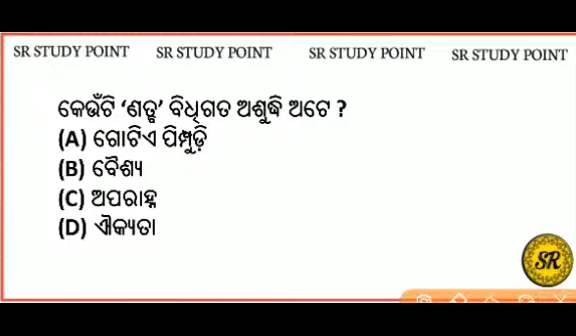 SR STUDY POINT SR STUDY POINT SR STUDY POINT SR STUDY POINT
କେଉଁଟି ‘ଣତ୍ବ’ ବିଧିଗତ ଅଶୁଦ୍ଧି ଅଟେ ?
(A) ଗୋଟିଏ ପିମ୍ପୁଡ଼ି
(B) ବୈଶ୍ୟ
(C) ଅପରାହ୍ନ
(D) ଐକ୍ୟତା
SR